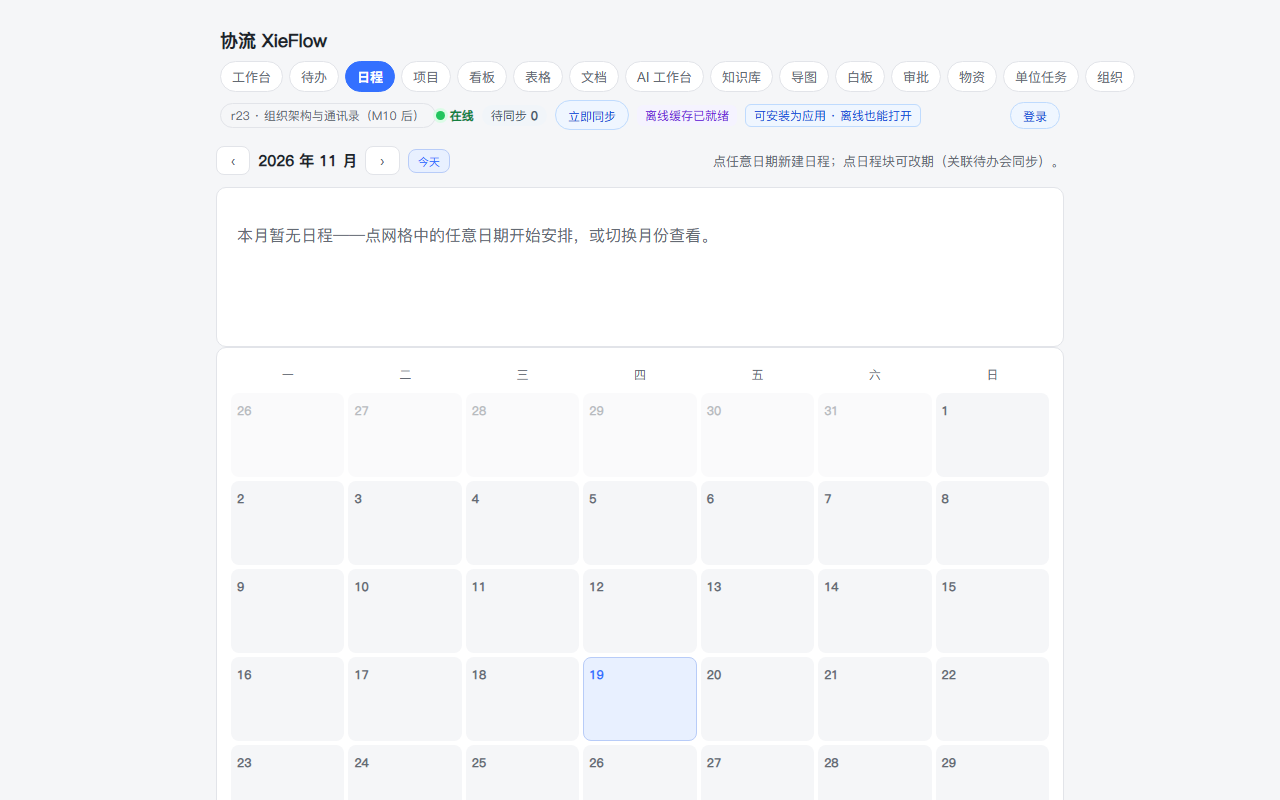 协流 XieFlow
工作台 待办 日程 项目 看板 表格 文档 AI 工作台 知识库 导图 白板 审批 物资 单位任务 组织
r23 · 组织架构与通讯录（M10 后） 在线 待同步 0 立即同步 离线缓存已就绪 可安装为应用 · 离线也能打开 登录
‹ 2026 年 11 月 › 今天 点任意日期新建日程；点日程块可改期（关联待办会同步）。
本月暂无日程——点网格中的任意日期开始安排，或切换月份查看。
一 二 三 四 五 六 日
26 27 28 29 30 31 1
2 3 4 5 6 7 8
9 10 11 12 13 14 15
16 17 18 19 20 21 22
23 24 25 26 27 28 29